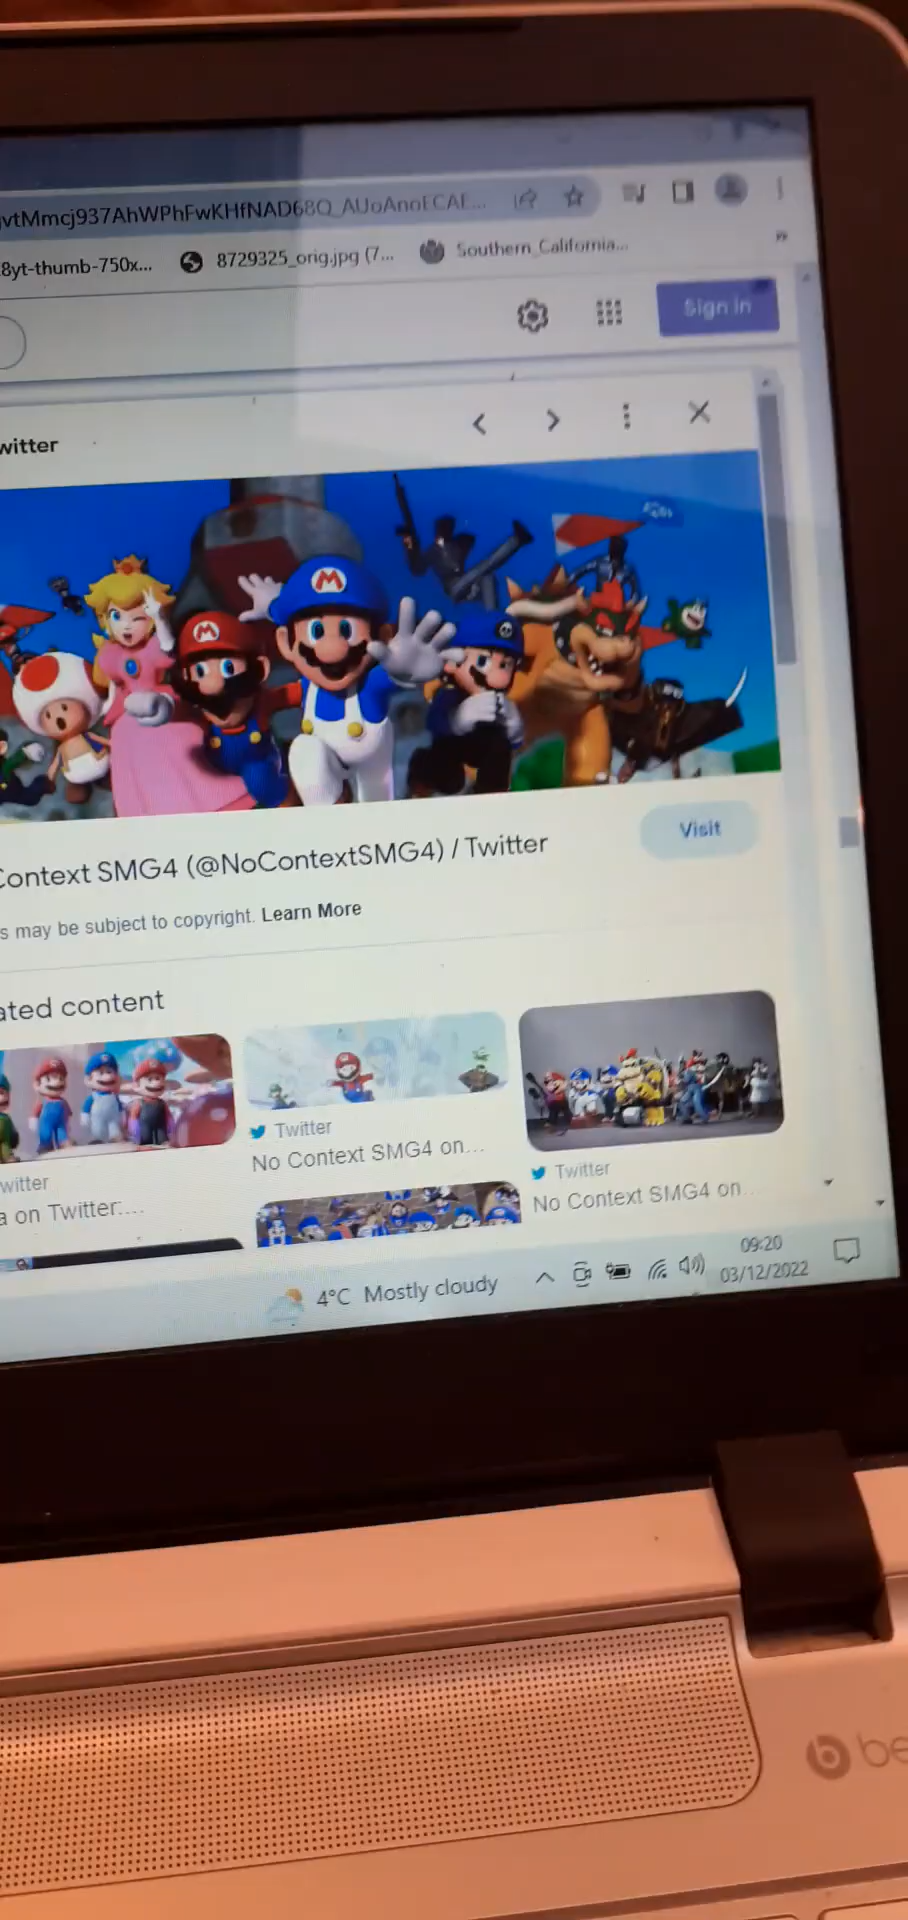 vtMmcj937AhWPhFwKHfNAD68Q_AUoAnoECAE...
8yt-thumb-750x...
8729325_orig.jpg (7...
Southern_California...
Sign in
witter
Context SMG4 (@NoContextSMG4) / Twitter
Visit
s may be subject to copyright. Learn More
ated content
Twitter
No Context SMG4 on...
Twitter
No Context SMG4 on...
witter
a on Twitter:...
4°C Mostly cloudy
09:20
03/12/2022
be